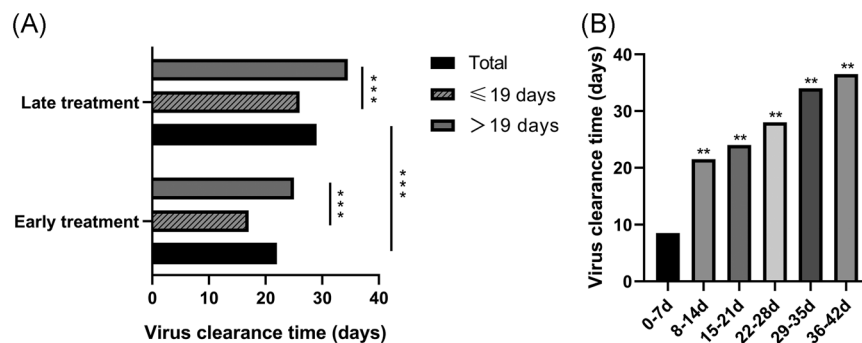 (A)
Late treatment
Early treatment
***
***
***
0 10 20 30 40
Virus clearance time (days)
Total
≤ 19 days
> 19 days
(B)
Virus clearance time (days)
40
30
20
10
0
** ** ** ** **
0-7d 8-14d 15-21d 22-28d 29-35d 36-42d